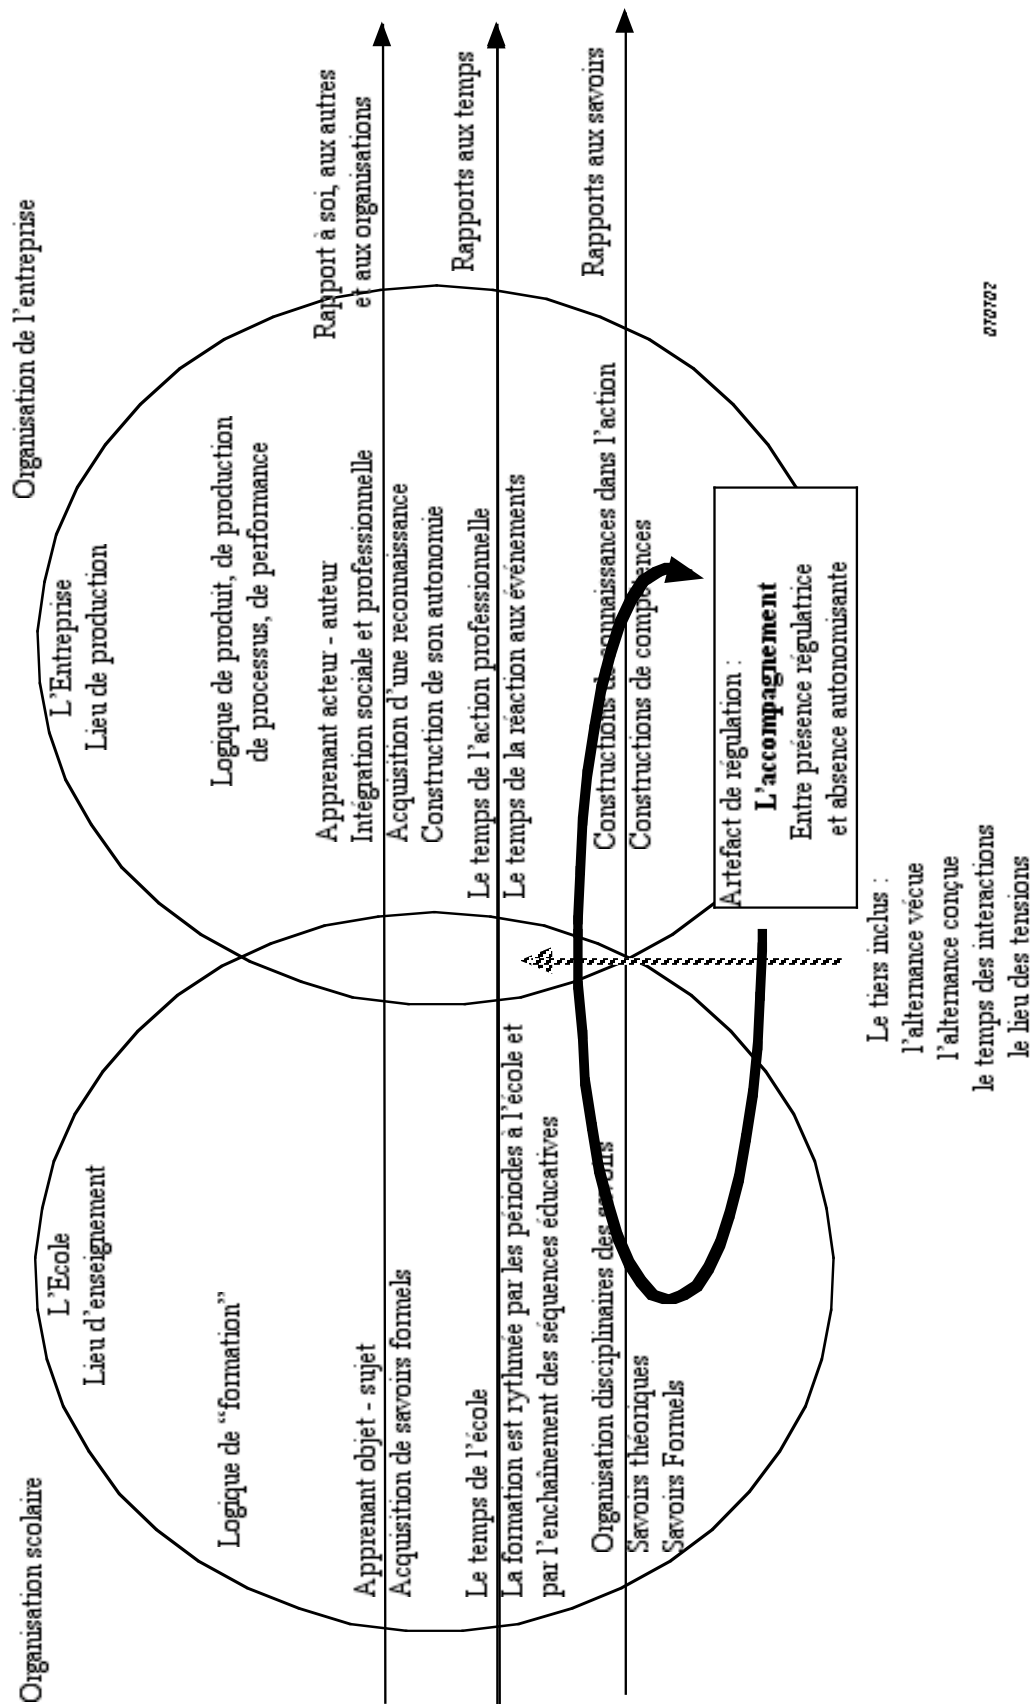 Organisation scolaire
Organisation de l'entreprise
L'Ecole
Lieu d'enseignement
L'Entreprise
Lieu de production
Logique de “formation”
Logique de produit, de production
de processus, de performance
Rapport à soi, aux autres
et aux organisations
Apprenant objet - sujet
Acquisition de savoirs formels
Apprenant acteur - auteur
Intégration sociale et professionnelle
Acquisition d'une reconnaissance
Construction de son autonomie
Rapports aux temps
Le temps de l'école
La formation est rythmée par les périodes à l'école et
par l'enchaînement des séquences éducatives
Le temps de l'action professionnelle
Le temps de la réaction aux événements
Rapports aux savoirs
Organisation disciplinaires des savoirs
Savoirs théoriques
Savoirs Formels
Constructions de connaissances dans l'action
Constructions de compétences
Artefact de régulation :
L'accompagnement
Entre présence régulatrice
et absence autonomisante
Le tiers inclus :
l'alternance vécue
l'alternance conçue
le temps des interactions
le lieu des tensions
070702